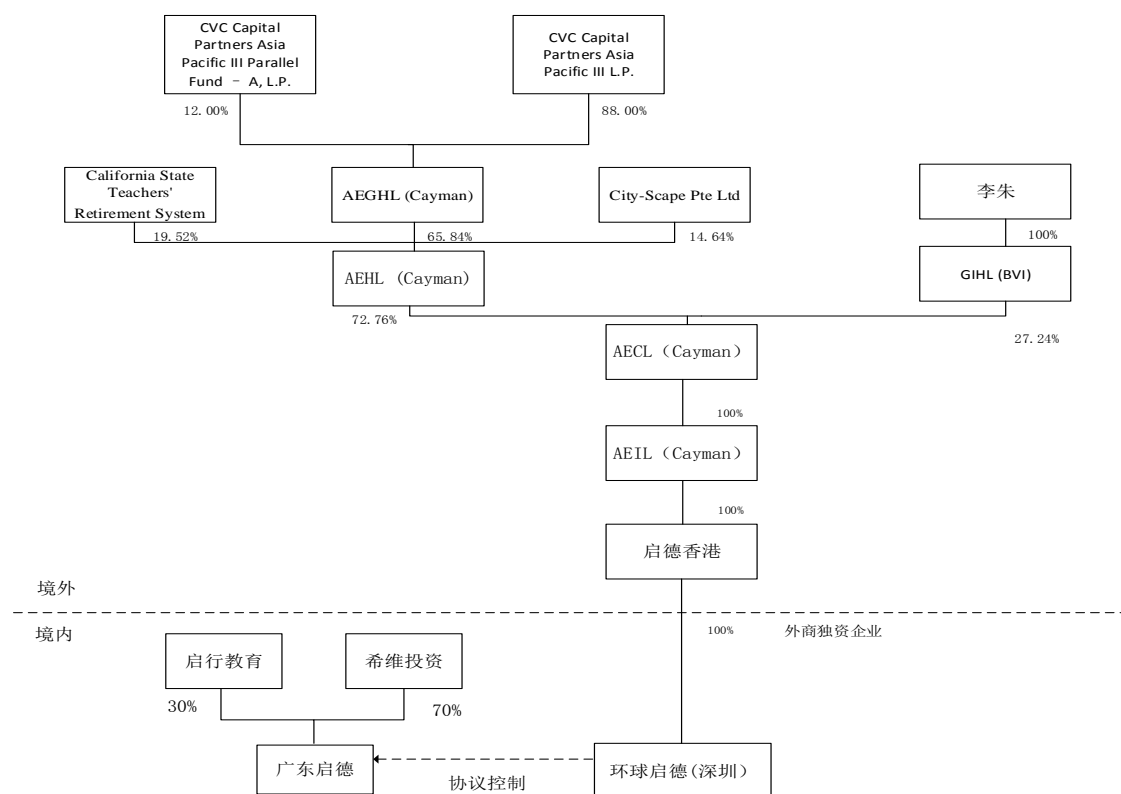 CVC Capital
Partners Asia
Pacific III Parallel
Fund – A, L.P.
CVC Capital
Partners Asia
Pacific III L.P.
12.00%
88.00%
California State
Teachers'
Retirement System
AEGHL (Cayman)
City-Scape Pte Ltd
李朱
19.52%
65.84%
14.64%
100%
AEHL (Cayman)
GIHL (BVI)
72.76%
27.24%
AECL（Cayman）
100%
AEIL（Cayman）
100%
启德香港
境外
境内
100%
外商独资企业
启行教育
希维投资
30%
70%
广东启德
协议控制
环球启德(深圳）